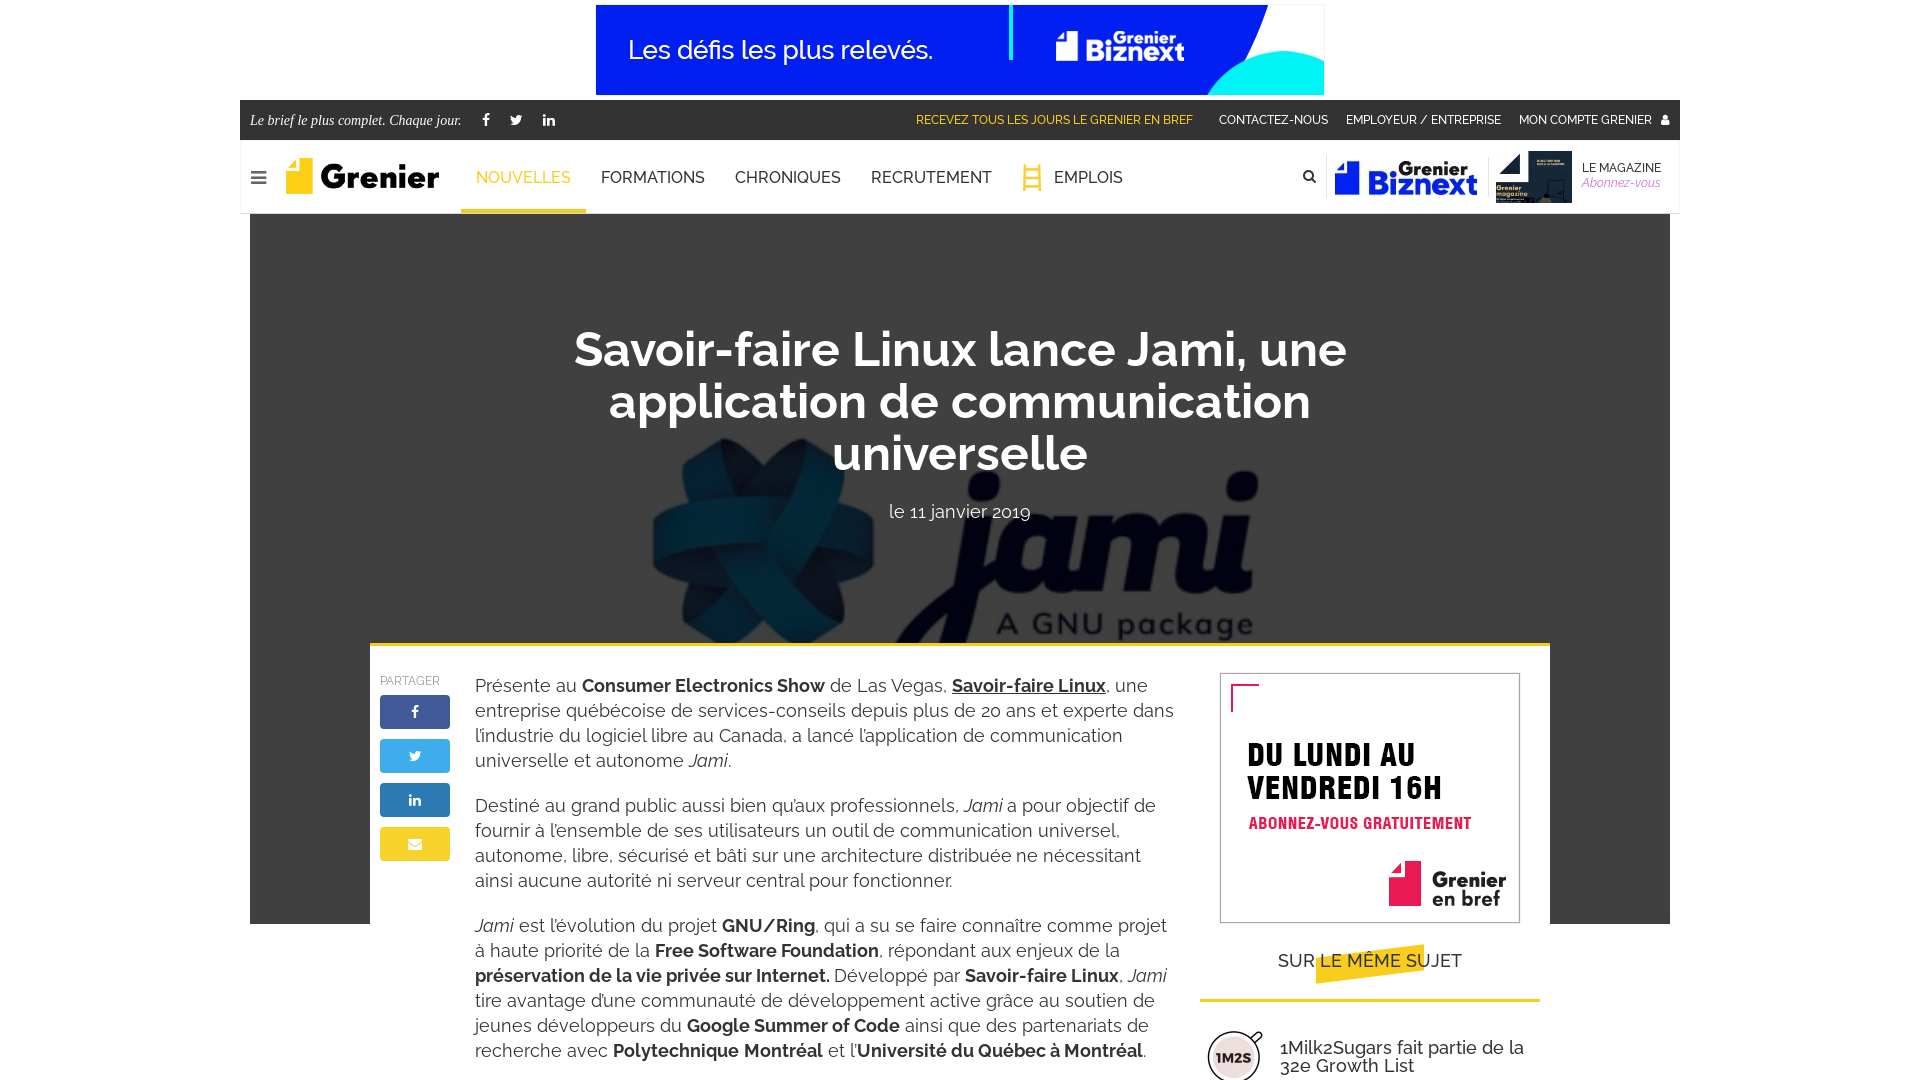 Les défis les plus relevés.
Grenier
Biznext
Le brief le plus complet. Chaque jour.
RECEVEZ TOUS LES JOURS LE GRENIER EN BREF
CONTACTEZ-NOUS
EMPLOYEUR / ENTREPRISE
MON COMPTE GRENIER
Grenier
NOUVELLES
FORMATIONS
CHRONIQUES
RECRUTEMENT
EMPLOIS
Grenier
Biznext
Grenier
magazine
LE MAGAZINE
Abonnez-vous
Savoir-faire Linux lance Jami, une
application de communication
universelle
le 11 janvier 2019
jami
A GNU package
PARTAGER
Présente au Consumer Electronics Show de Las Vegas, Savoir-faire Linux, une
entreprise québécoise de services-conseils depuis plus de 20 ans et experte dans
l’industrie du logiciel libre au Canada, a lancé l’application de communication
universelle et autonome Jami.
Destiné au grand public aussi bien qu’aux professionnels, Jami a pour objectif de
fournir à l’ensemble de ses utilisateurs un outil de communication universel,
autonome, libre, sécurisé et bâti sur une architecture distribuée ne nécessitant
ainsi aucune autorité ni serveur central pour fonctionner.
Jami est l’évolution du projet GNU/Ring, qui a su se faire connaître comme projet
à haute priorité de la Free Software Foundation, répondant aux enjeux de la
préservation de la vie privée sur Internet. Développé par Savoir-faire Linux, Jami
tire avantage d’une communauté de développement active grâce au soutien de
jeunes développeurs du Google Summer of Code ainsi que des partenariats de
recherche avec Polytechnique Montréal et l’Université du Québec à Montréal.
DU LUNDI AU
VENDREDI 16H
ABONNEZ-VOUS GRATUITEMENT
Grenier
en bref
SUR LE MÊME SUJET
1M2S
1Milk2Sugars fait partie de la
32e Growth List